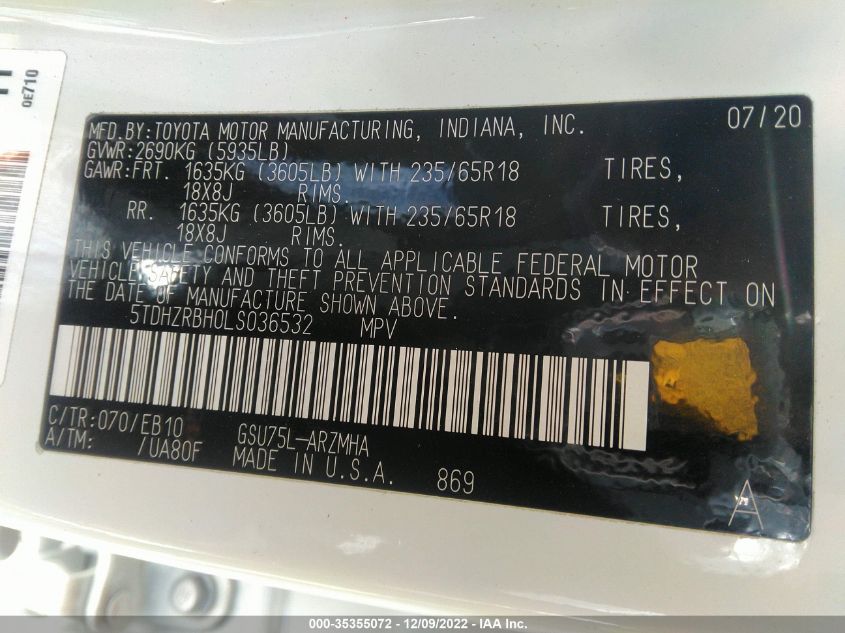 0E710
MFD.BY:TOYOTA MOTOR MANUFACTURING, INDIANA, INC. 07/20
GVWR:2690KG (5935LB)
GAWR:FRT. 1635KG (3605LB) WITH 235/65R18 TIRES,
18X8J RIMS.
RR. 1635KG (3605LB) WITH 235/65R18 TIRES,
18X8J RIMS.
THIS VEHICLE CONFORMS TO ALL APPLICABLE FEDERAL MOTOR
VEHICLE SAFETY AND THEFT PREVENTION STANDARDS IN EFFECT ON
THE DATE OF MANUFACTURE SHOWN ABOVE.
5TDHZRBH0LS036532 MPV
C/TR:070/EB10 GSU75L-ARZMHA
A/TM: /UA80F MADE IN U.S.A. 869
A
000-35355072 - 12/09/2022 - IAA Inc.